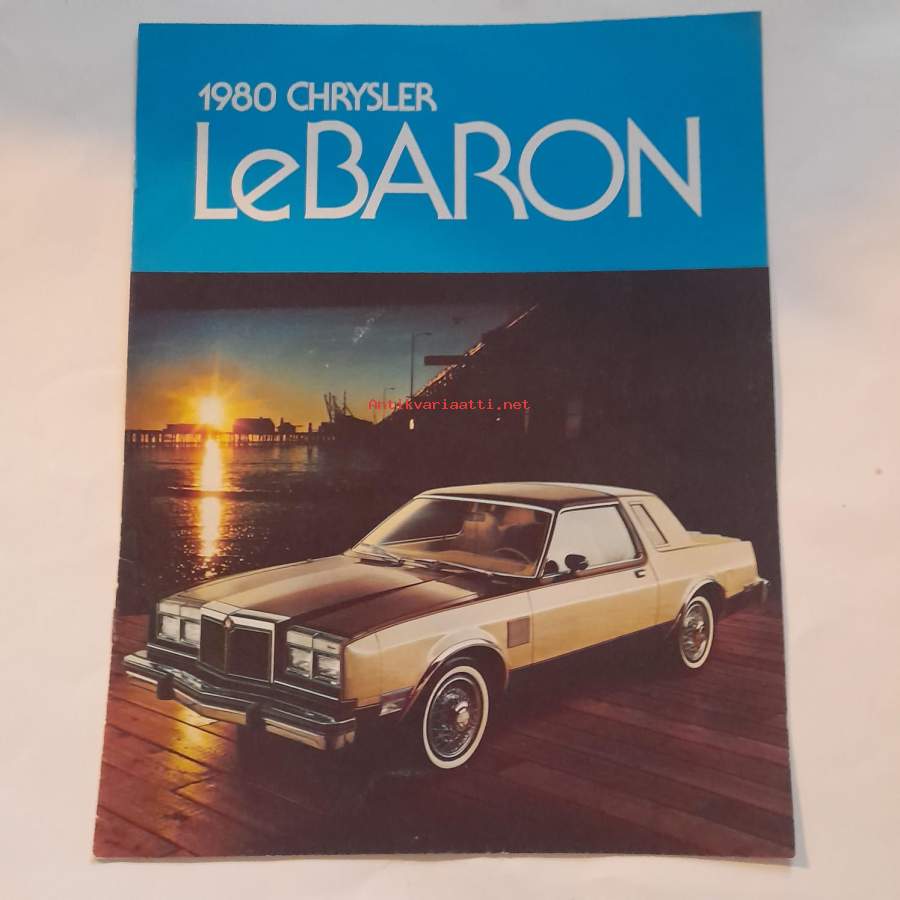 1980 CHRYSLER
LeBARON
Antikvariaatti.net